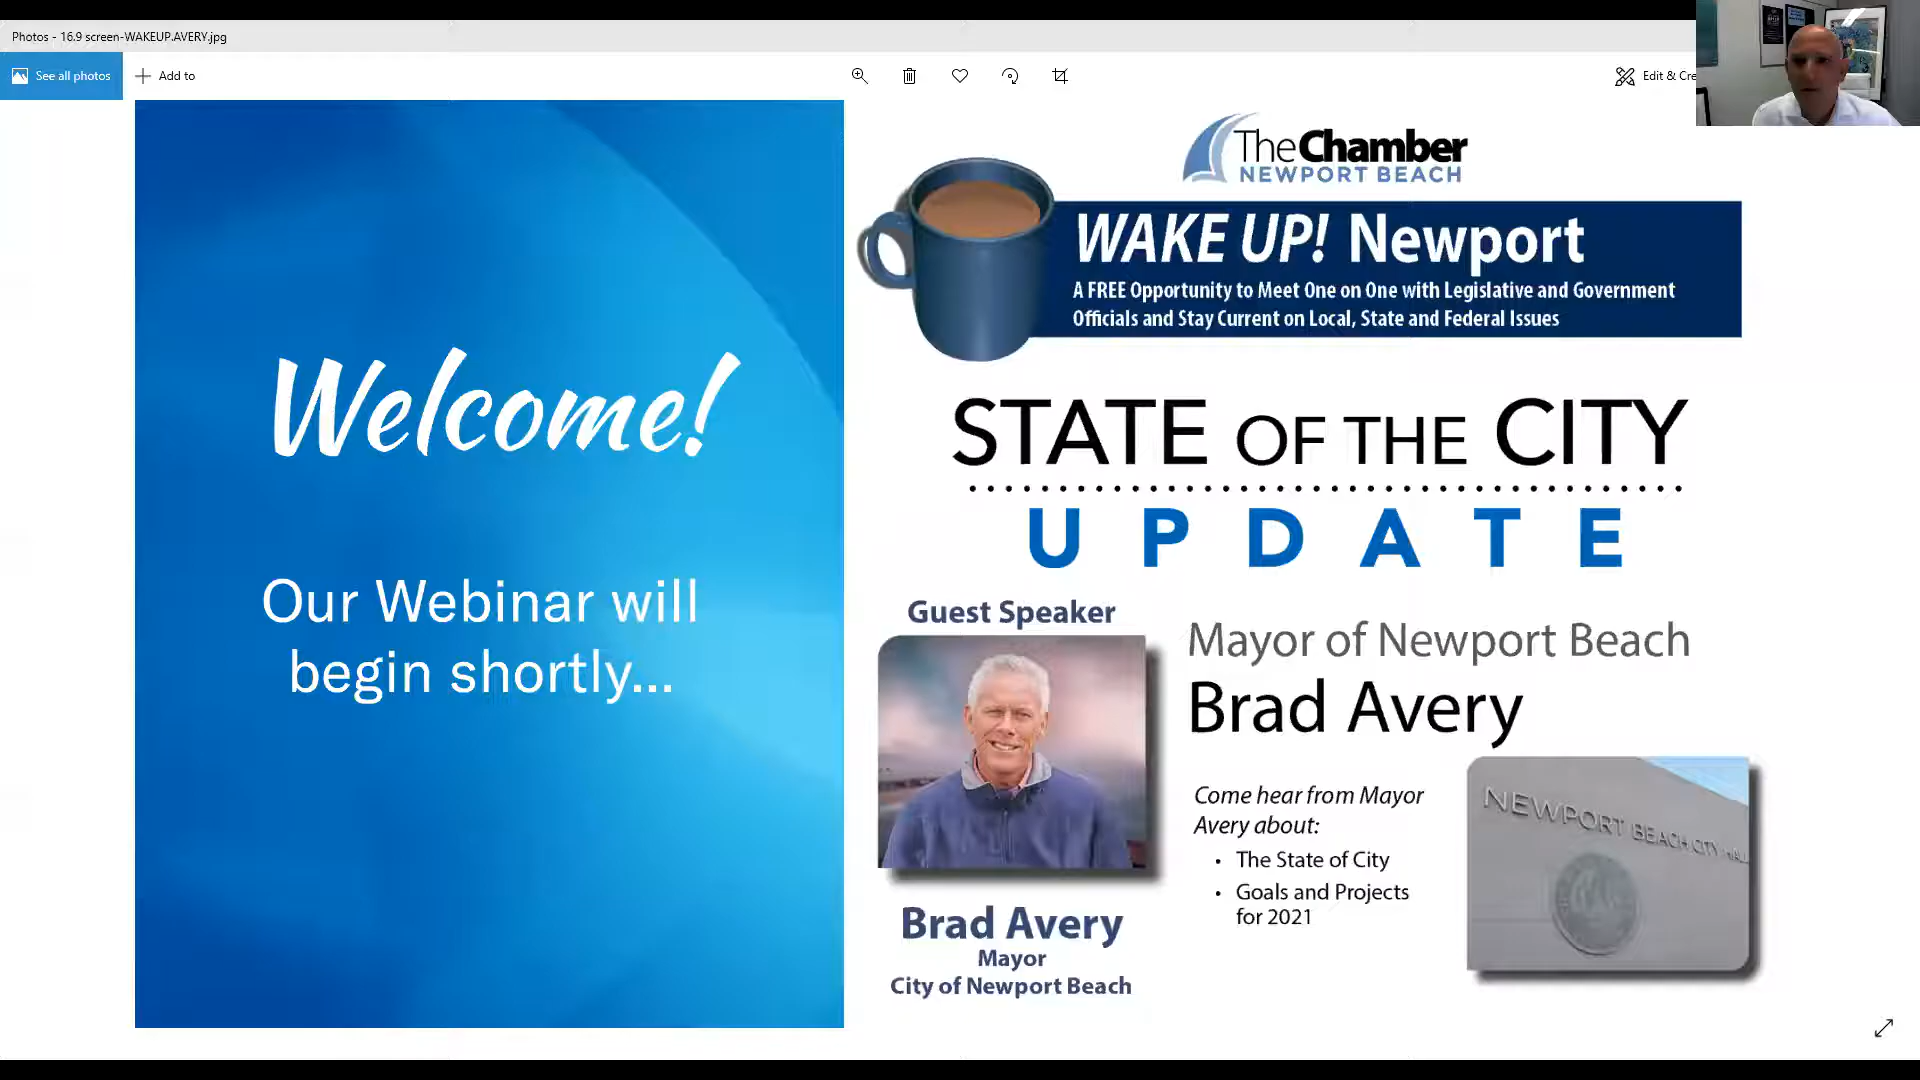 Photos - 16.9 screen-WAKEUP.AVERY.jpg
See all photos
Add to
Edit & Cre
Welcome!
Our Webinar will
begin shortly...
The Chamber
NEWPORT BEACH
WAKE UP! Newport
A FREE Opportunity to Meet One on One with Legislative and Government
Officials and Stay Current on Local, State and Federal Issues
STATE OF THE CITY
UPDATE
Guest Speaker
Mayor of Newport Beach
Brad Avery
Come hear from Mayor
Avery about:
• The State of City
• Goals and Projects
for 2021
NEWPORT BEACH CITY HALL
Brad Avery
Mayor
City of Newport Beach